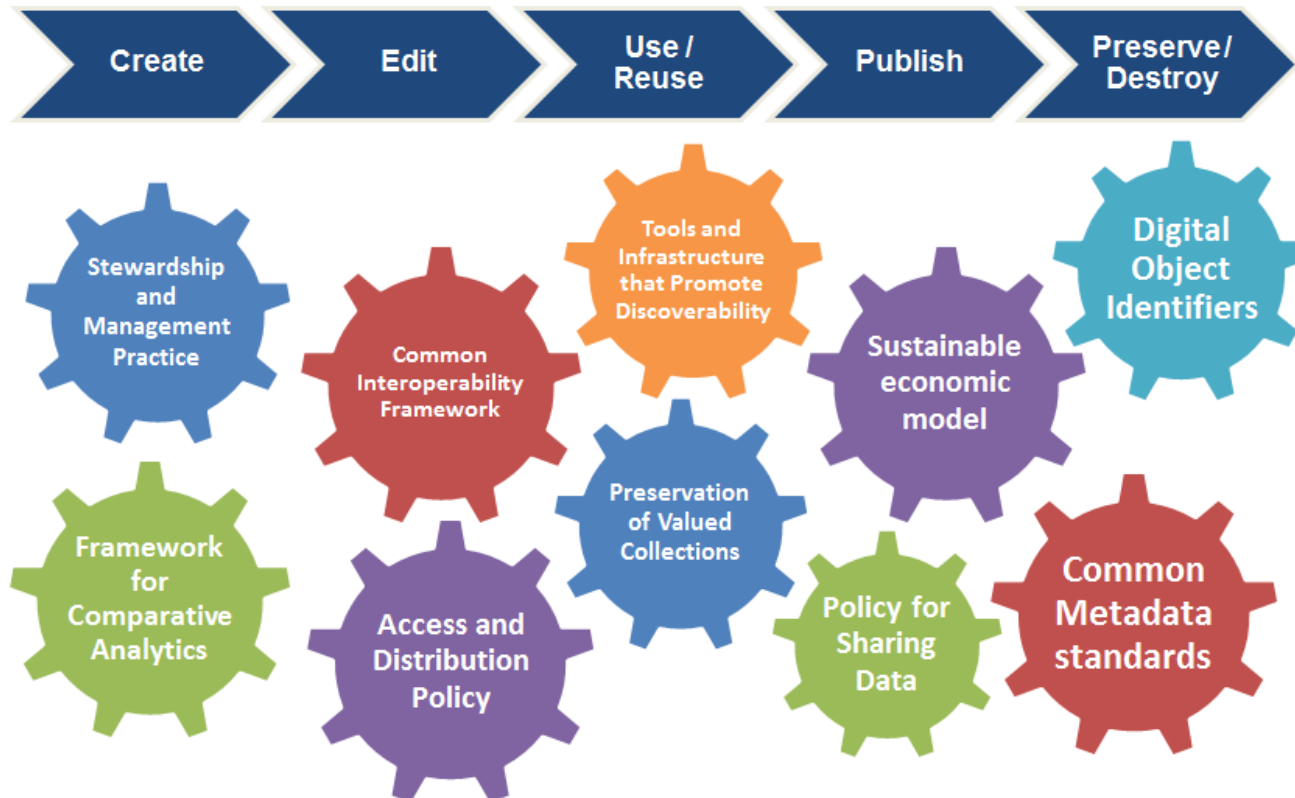 Create
Edit
Use /
Reuse
Publish
Preserve/
Destroy
Stewardship
and
Management
Practice
Common
Interoperability
Framework
Tools and
Infrastructure
that Promote
Discoverability
Sustainable
economic
model
Digital
Object
Identifiers
Framework
for
Comparative
Analytics
Access and
Distribution
Policy
Preservation
of Valued
Collections
Policy for
Sharing
Data
Common
Metadata
standards